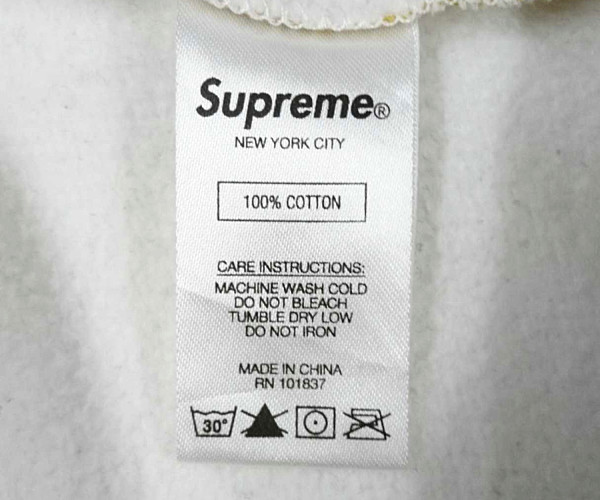 Supreme®
NEW YORK CITY
100% COTTON
CARE INSTRUCTIONS:
MACHINE WASH COLD
DO NOT BLEACH
TUMBLE DRY LOW
DO NOT IRON
MADE IN CHINA
RN 101837
30°